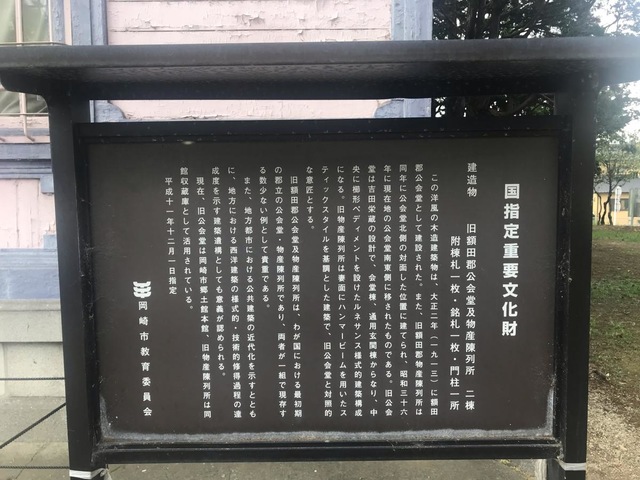 国指定重要文化財
建造物　旧額田郡公会堂及物産陳列所　二棟
附棟札一枚・銘札一枚・門柱一所
この洋風の木造建築物は、大正二年（一九一三）に額田
郡公会堂として建設された。また、旧額田郡物産陳列所は
同年に公会堂北側の対面した位置に建てられ、昭和三十六
年に現在地の公会堂南東側に移されたものである。旧公会
堂は吉田栄蔵の設計で、会堂棟、通用玄関棟からなり、中
央に櫛形ペディメントを設けたルネサンス様式的建築構成
になる。旧物産陳列所は妻面にハンマービームを用いたス
ティックスタイルを基調とした建築で、旧公会堂と対照的
な意匠とする。
旧額田郡公会堂及物産陳列所は、わが国における最初期
の郡立の公会堂・物産陳列所であり、両者が一組で現存す
る数少ない例として貴重である。
また、地方都市における公共建築の近代化を示すととも
に、地方における西洋建築の様式的・技術的修得過程の達
成度を示す建築遺構としても意義が認められる。
現在、旧公会堂は岡崎市郷土館本館、旧物産陳列所は同
館収蔵庫として活用されている。
平成十一年十二月一日指定
岡崎市教育委員会